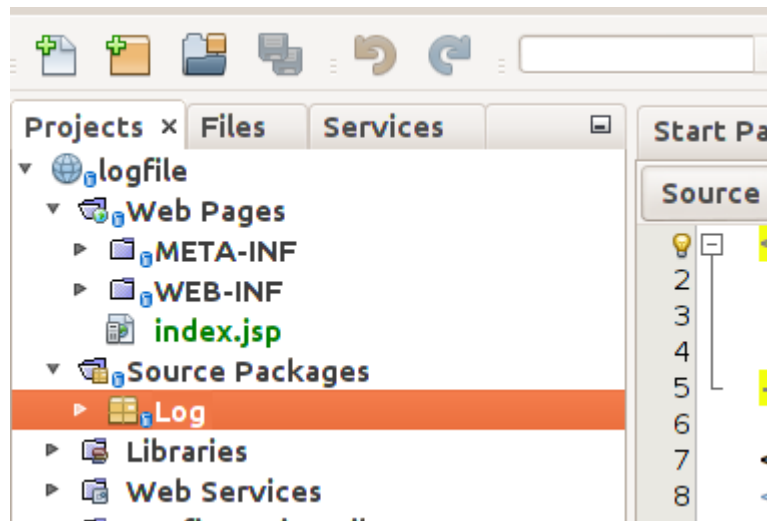 Projects × Files Services
Start Pa
logfile
Source
Web Pages
META-INF
2
WEB-INF
3
index.jsp
4
Source Packages
5
Log
6
Libraries
7
Web Services
8